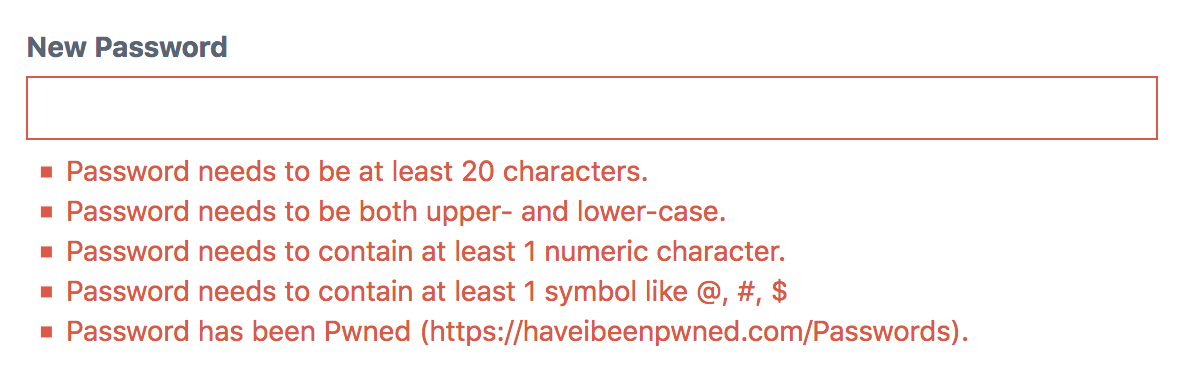 New Password
Password needs to be at least 20 characters.
Password needs to be both upper- and lower-case.
Password needs to contain at least 1 numeric character.
Password needs to contain at least 1 symbol like @, #, $
Password has been Pwned (https://haveibeenpwned.com/Passwords).